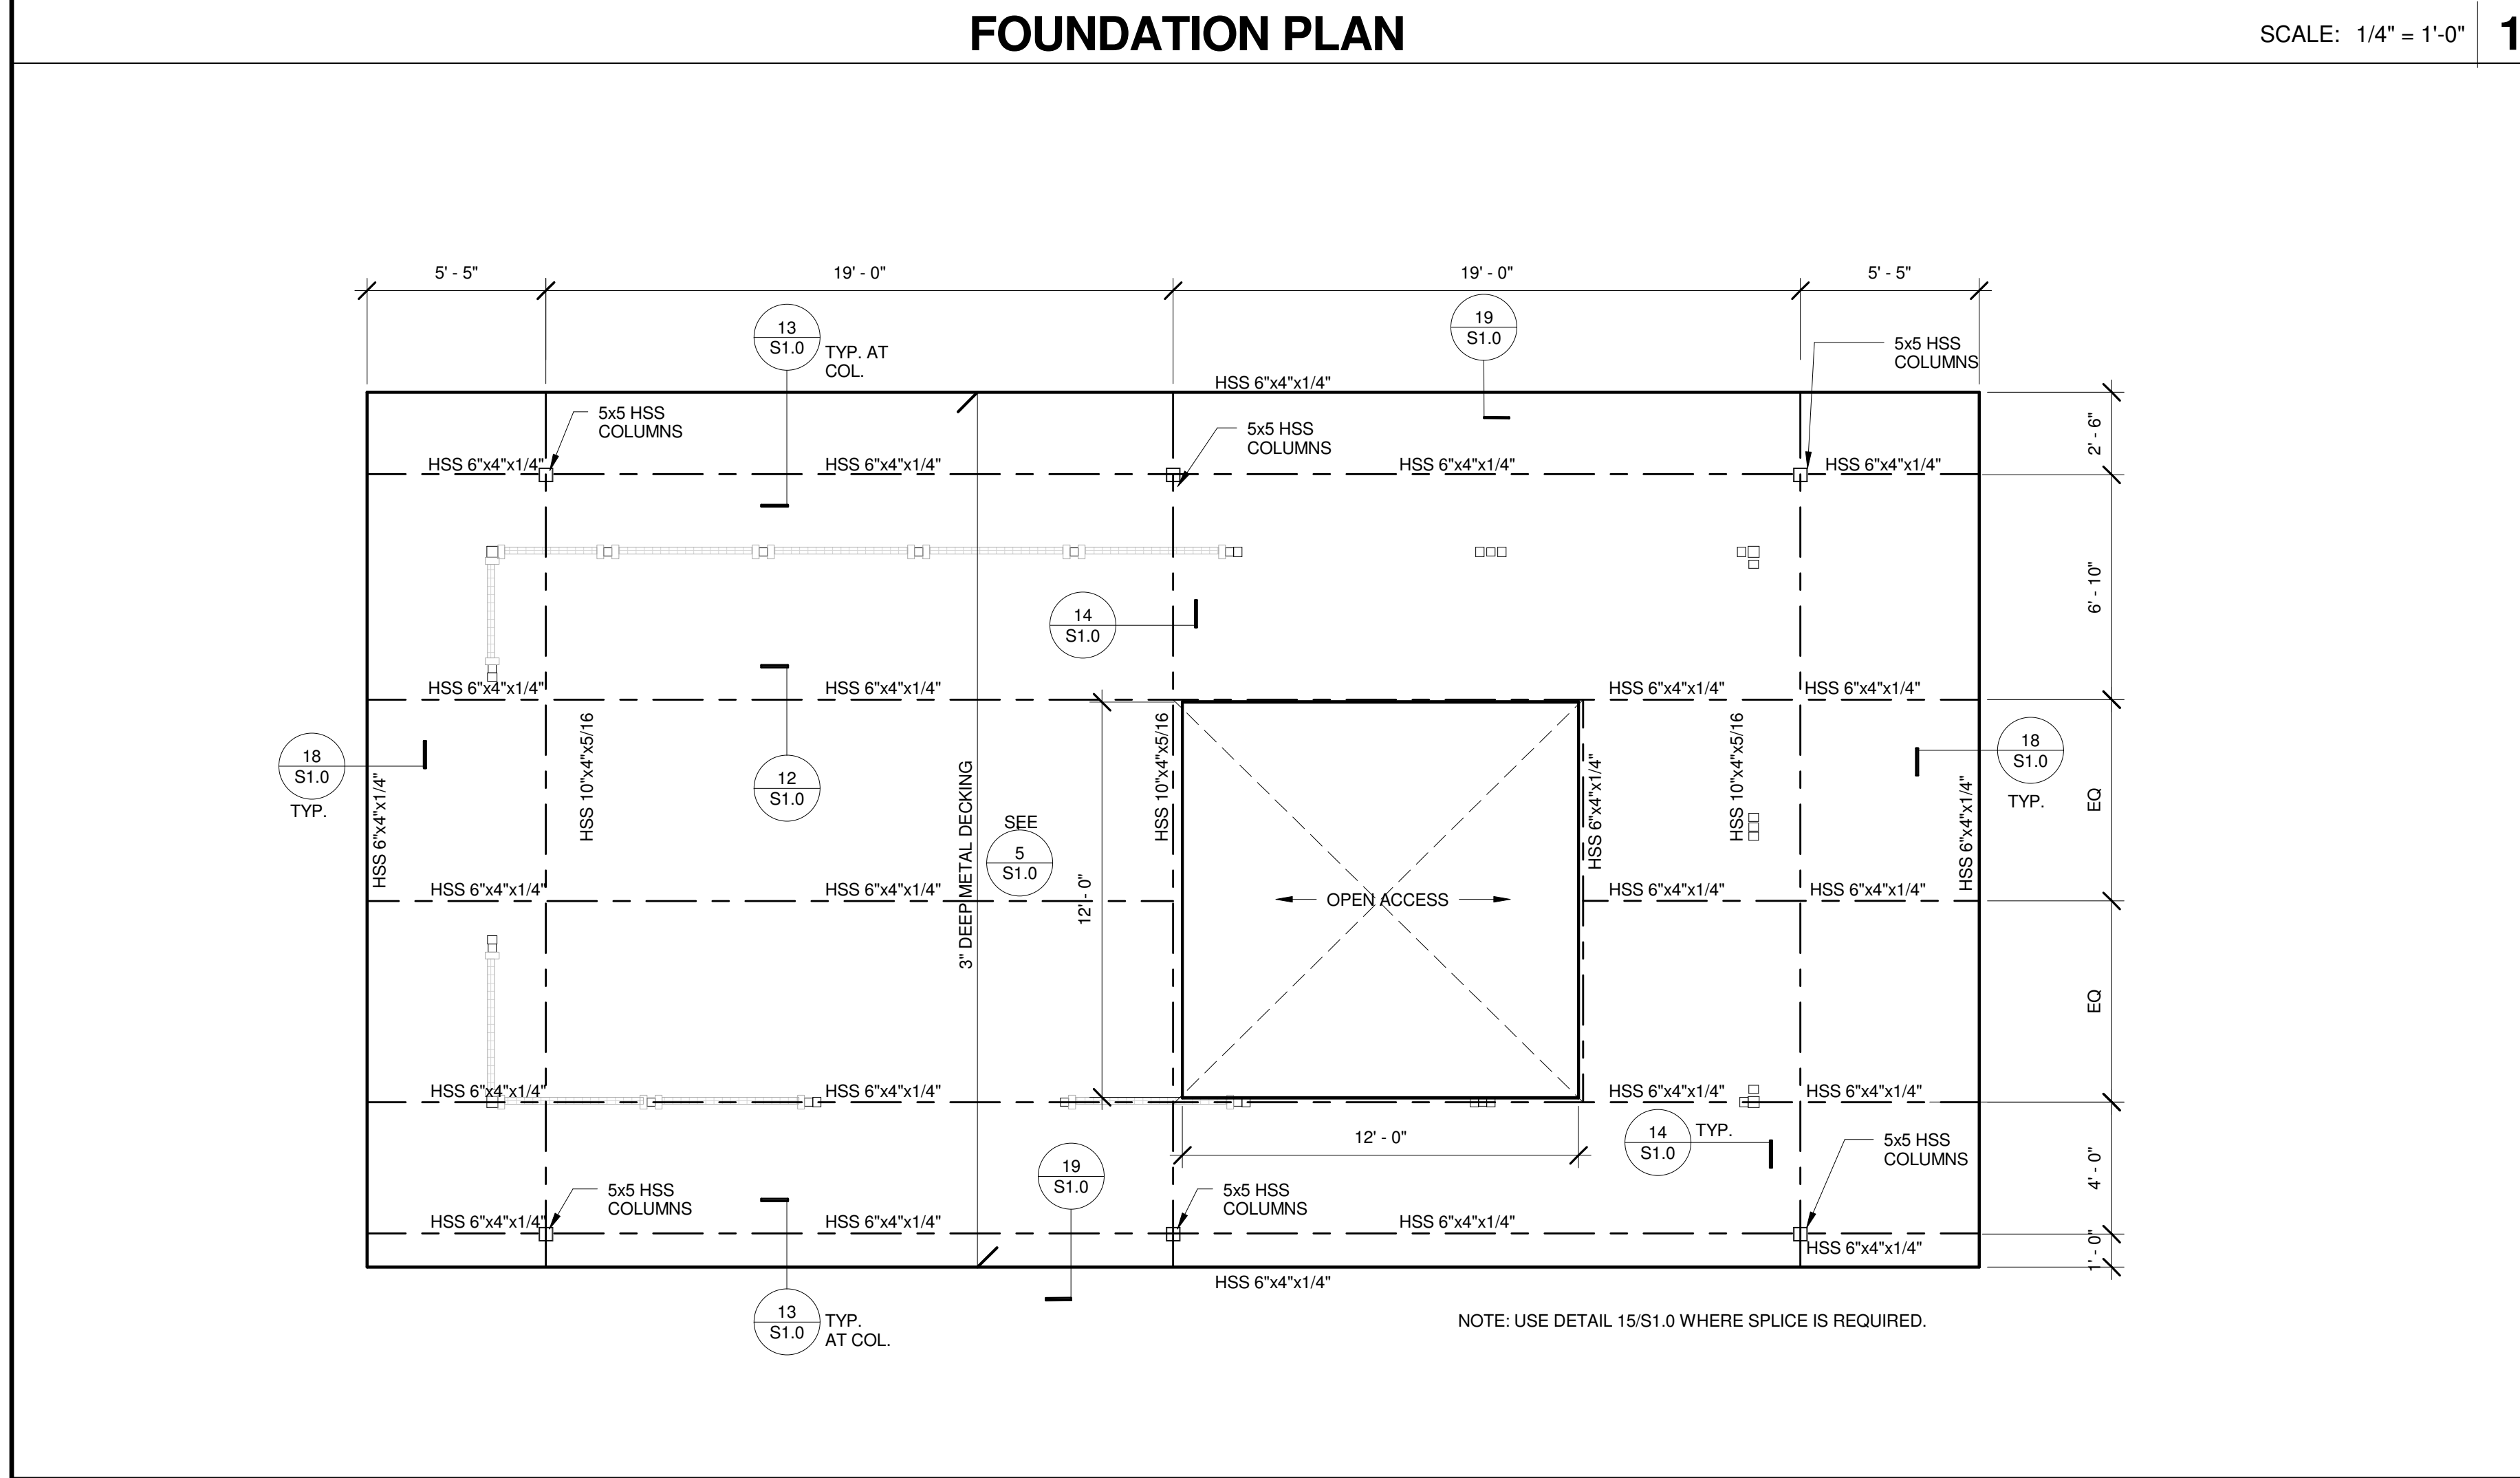 FOUNDATION PLAN
SCALE: 1/4" = 1'-0"
1
5' - 5"
19' - 0"
19' - 0"
5' - 5"
13
S1.0
TYP. AT
COL.
19
S1.0
5x5 HSS
COLUMNS
HSS 6"x4"x1/4"
5x5 HSS
COLUMNS
5x5 HSS
COLUMNS
2' - 6"
HSS 6"x4"x1/4"
HSS 6"x4"x1/4"
HSS 6"x4"x1/4"
HSS 6"x4"x1/4"
14
S1.0
6' - 10"
HSS 6"x4"x1/4"
HSS 6"x4"x1/4"
HSS 6"x4"x1/4"
HSS 6"x4"x1/4"
18
S1.0
TYP.
HSS 6"x4"x1/4"
HSS 10"x4"x5/16
12
S1.0
3" DEEP METAL DECKING
SEE
5
S1.0
12' - 0"
HSS 10"x4"x5/16
HSS 6"x4"x1/4"
HSS 10"x4"x5/16
HSS 6"x4"x1/4"
18
S1.0
TYP.
EQ
HSS 6"x4"x1/4"
HSS 6"x4"x1/4"
OPEN ACCESS
HSS 6"x4"x1/4"
HSS 6"x4"x1/4"
EQ
HSS 6"x4"x1/4"
HSS 6"x4"x1/4"
HSS 6"x4"x1/4"
HSS 6"x4"x1/4"
12' - 0"
14
S1.0
TYP.
5x5 HSS
COLUMNS
4' - 0"
19
S1.0
5x5 HSS
COLUMNS
5x5 HSS
COLUMNS
HSS 6"x4"x1/4"
HSS 6"x4"x1/4"
HSS 6"x4"x1/4"
HSS 6"x4"x1/4"
1' - 0"
HSS 6"x4"x1/4"
13
S1.0
TYP.
AT COL.
NOTE: USE DETAIL 15/S1.0 WHERE SPLICE IS REQUIRED.